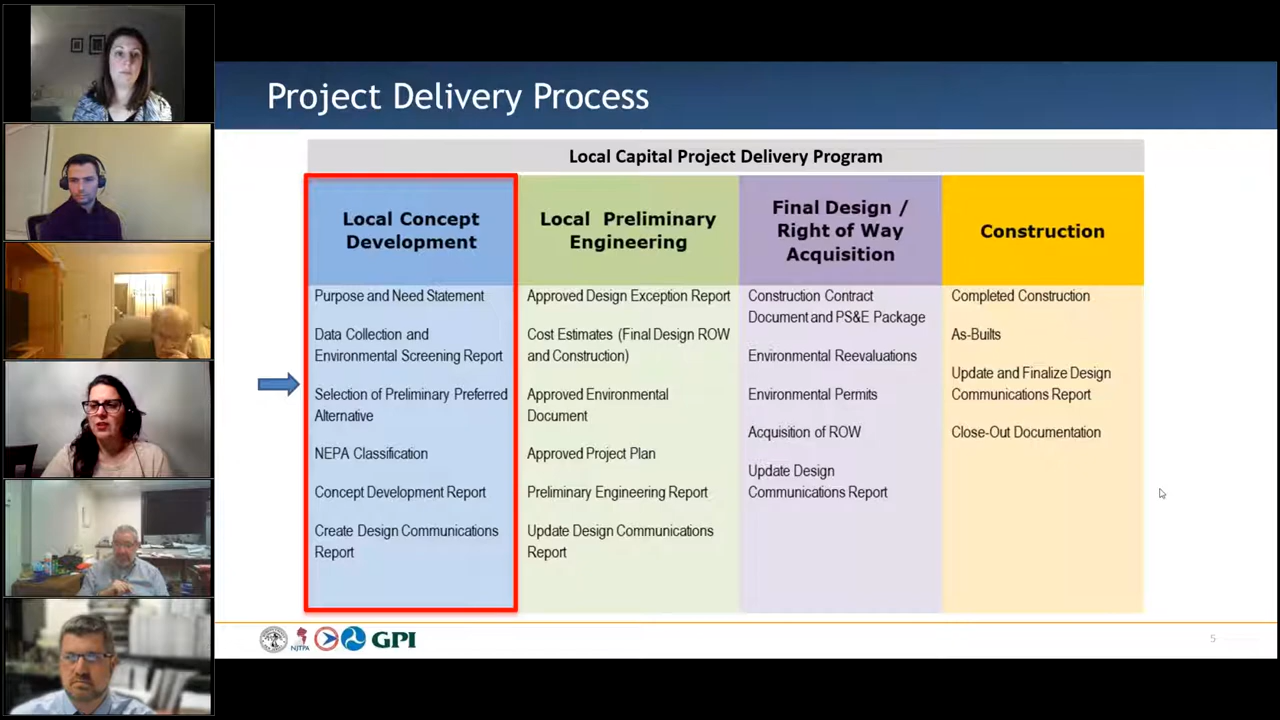 Project Delivery Process
Local Capital Project Delivery Program
Local Concept
Development
Purpose and Need Statement
Data Collection and
Environmental Screening Report
Selection of Preliminary Preferred
Alternative
NEPA Classification
Concept Development Report
Create Design Communications
Report
Local Preliminary
Engineering
Approved Design Exception Report
Cost Estimates (Final Design ROW
and Construction)
Approved Environmental
Document
Approved Project Plan
Preliminary Engineering Report
Update Design Communications
Report
Final Design /
Right of Way
Acquisition
Construction Contract
Document and PS&E Package
Environmental Reevaluations
Environmental Permits
Acquisition of ROW
Update Design
Communications Report
Construction
Completed Construction
As-Builts
Update and Finalize Design
Communications Report
Close-Out Documentation
NJTPA
GPI
5